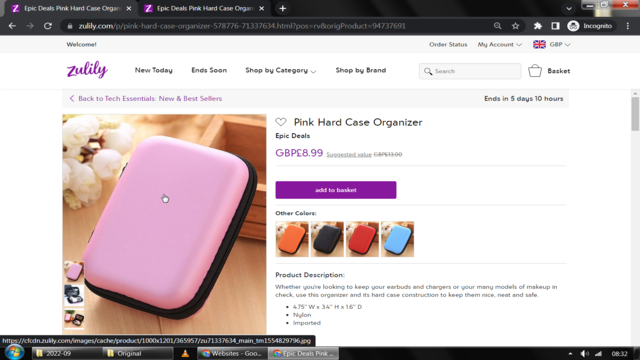 Epic Deals Pink Hard Case Organi
Epic Deals Pink Hard Case Organi
zulily.com/p/pink-hard-case-organizer-578776-71337634.html?pos=rv&origProduct=94737691
Incognito
Welcome!
Order Status
My Account
GBP
zulily
New Today
Ends Soon
Shop by Category
Shop by Brand
Search
Basket
Back to Tech Essentials: New & Best Sellers
Ends in 5 days 10 hours
Pink Hard Case Organizer
Epic Deals
GBP£8.99 Suggested value GBP£13.00
add to basket
Other Colors:
Product Description:
Whether you're looking to keep your earbuds and chargers or your many models of makeup in
check, use this organizer and its hard case construction to keep them nice, neat and safe.
• 4.75'' W x 3.4'' H x 1.6'' D
• Nylon
• Imported
https://cfcdn.zulily.com/images/cache/product/1000x1201/365957/zu71337634_main_tm1554829796.jpg
2022-09
Original
Websites - Goo...
Epic Deals Pink ...
08:32